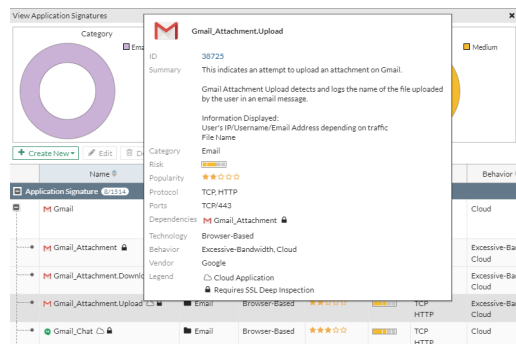 View Application Signatures
Category
Ema
Medium
Gmail_Attachment.Upload
ID 38725
Summary This indicates an attempt to upload an attachment on Gmail.
Gmail Attachment Upload detects and logs the name of the file uploaded
by the user in an email message.
Information Displayed:
User's IP/Username/Email Address depending on traffic
File Name
Category Email
Risk
Popularity
Protocol TCP, HTTP
Ports TCP/443
Dependencies Gmail_Attachment
Technology Browser-Based
Behavior Excessive-Bandwidth, Cloud
Vendor Google
Legend Cloud Application
Requires SSL Deep Inspection
+ Create New Edit De
Name Behavior
Application Signature 8/1514
Gmail Cloud
Gmail_Attachment Excessive-Ba
Cloud
Gmail_Attachment.Downlo Excessive-Ba
Cloud
Gmail_Attachment.Upload Email Browser-Based TCP Excessive-Ba
HTTP Cloud
Gmail_Chat Email Browser-Based TCP Cloud
HTTP